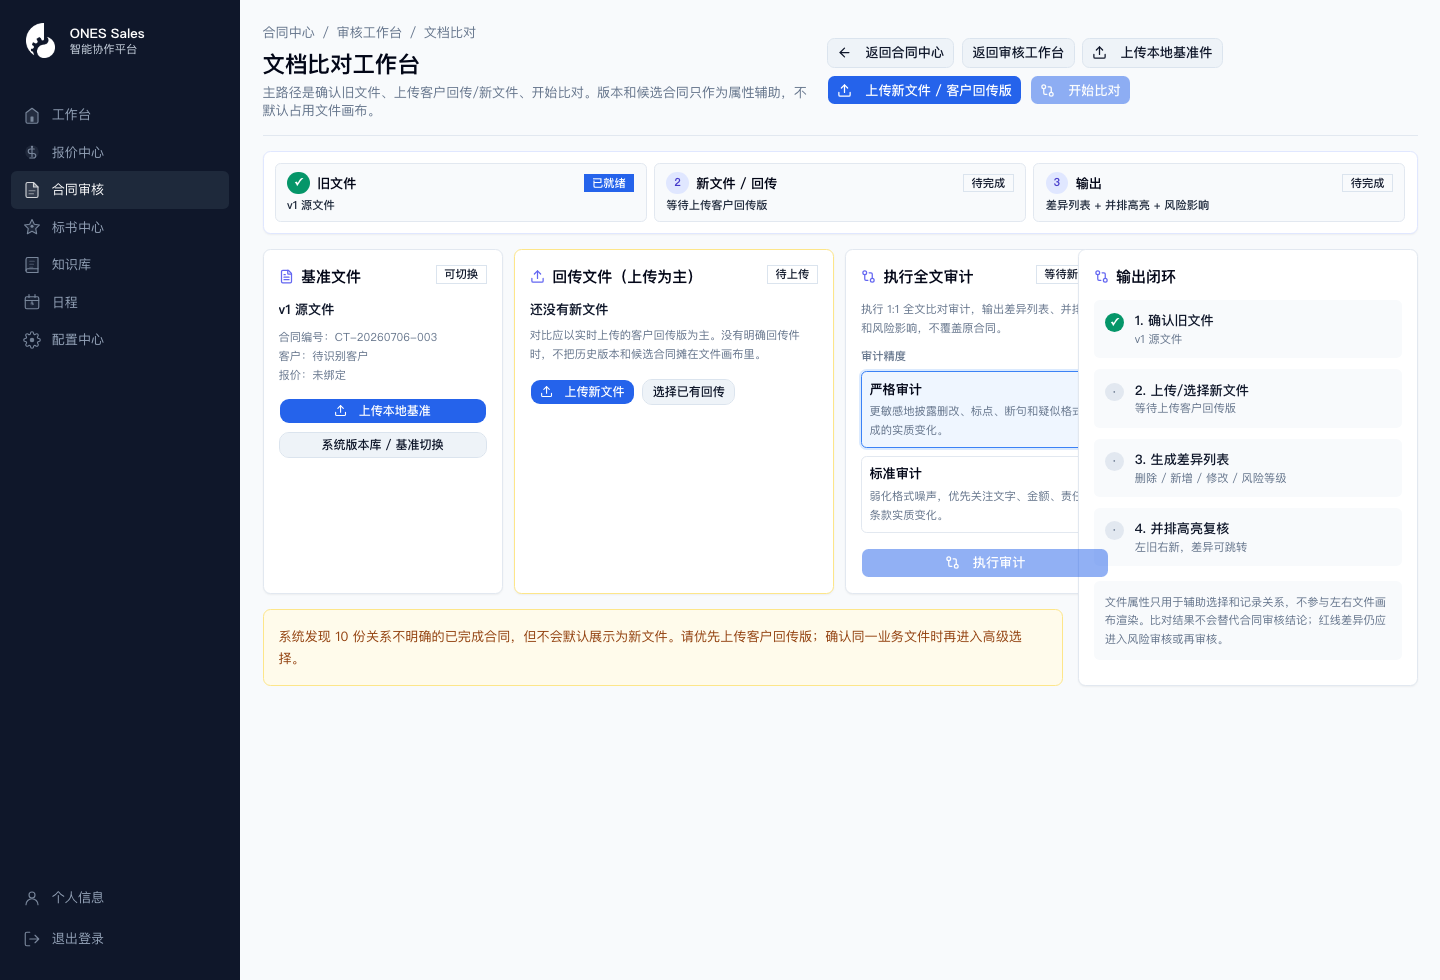 ONES Sales
智能协作平台
工作台
报价中心
合同审核
标书中心
知识库
日程
配置中心
个人信息
退出登录
合同中心 / 审核工作台 / 文档比对
文档比对工作台
主路径是确认旧文件、上传客户回传/新文件、开始比对。版本和候选合同只作为属性辅助，不
默认占用文件画布。
返回合同中心
返回审核工作台
上传本地基准件
上传新文件 / 客户回传版
开始比对
旧文件
已就绪
v1 源文件
2 新文件 / 回传
待完成
等待上传客户回传版
3 输出
待完成
差异列表 + 并排高亮 + 风险影响
基准文件
可切换
v1 源文件
合同编号：CT-20260706-003
客户：待识别客户
报价：未绑定
上传本地基准
系统版本库 / 基准切换
回传文件（上传为主）
待上传
还没有新文件
对比应以实时上传的客户回传版为主。没有明确回传件
时，不把历史版本和候选合同摊在文件画布里。
上传新文件
选择已有回传
执行全文审计
等待新
执行 1:1 全文比对审计，输出差异列表、并排
和风险影响，不覆盖原合同。
审计精度
严格审计
更敏感地披露删改、标点、断句和疑似格式
成的实质变化。
标准审计
弱化格式噪声，优先关注文字、金额、责任
条款实质变化。
执行审计
输出闭环
1. 确认旧文件
v1 源文件
2. 上传/选择新文件
等待上传客户回传版
3. 生成差异列表
删除 / 新增 / 修改 / 风险等级
4. 并排高亮复核
左旧右新，差异可跳转
文件属性只用于辅助选择和记录关系，不参与左右文件画
布渲染。比对结果不会替代合同审核结论；红线差异仍应
进入风险审核或再审核。
系统发现 10 份关系不明确的已完成合同，但不会默认展示为新文件。请优先上传客户回传版；确认同一业务文件时再进入高级选
择。